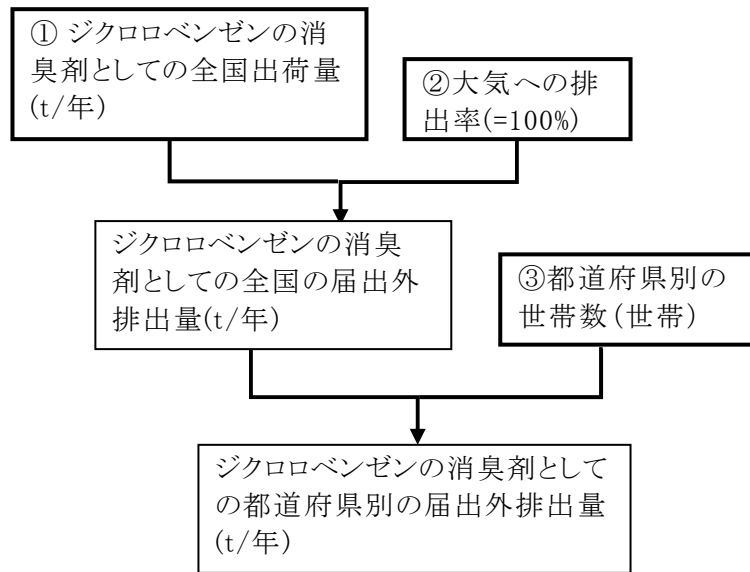 ① ジクロロベンゼンの消
臭剤としての全国出荷量
(t/年)
②大気への排
出率(=100%)
ジクロロベンゼンの消臭
剤としての全国の届出外
排出量(t/年)
③都道府県別の
世帯数(世帯)
ジクロロベンゼンの消臭剤として
の都道府県別の届出外排出量
(t/年)